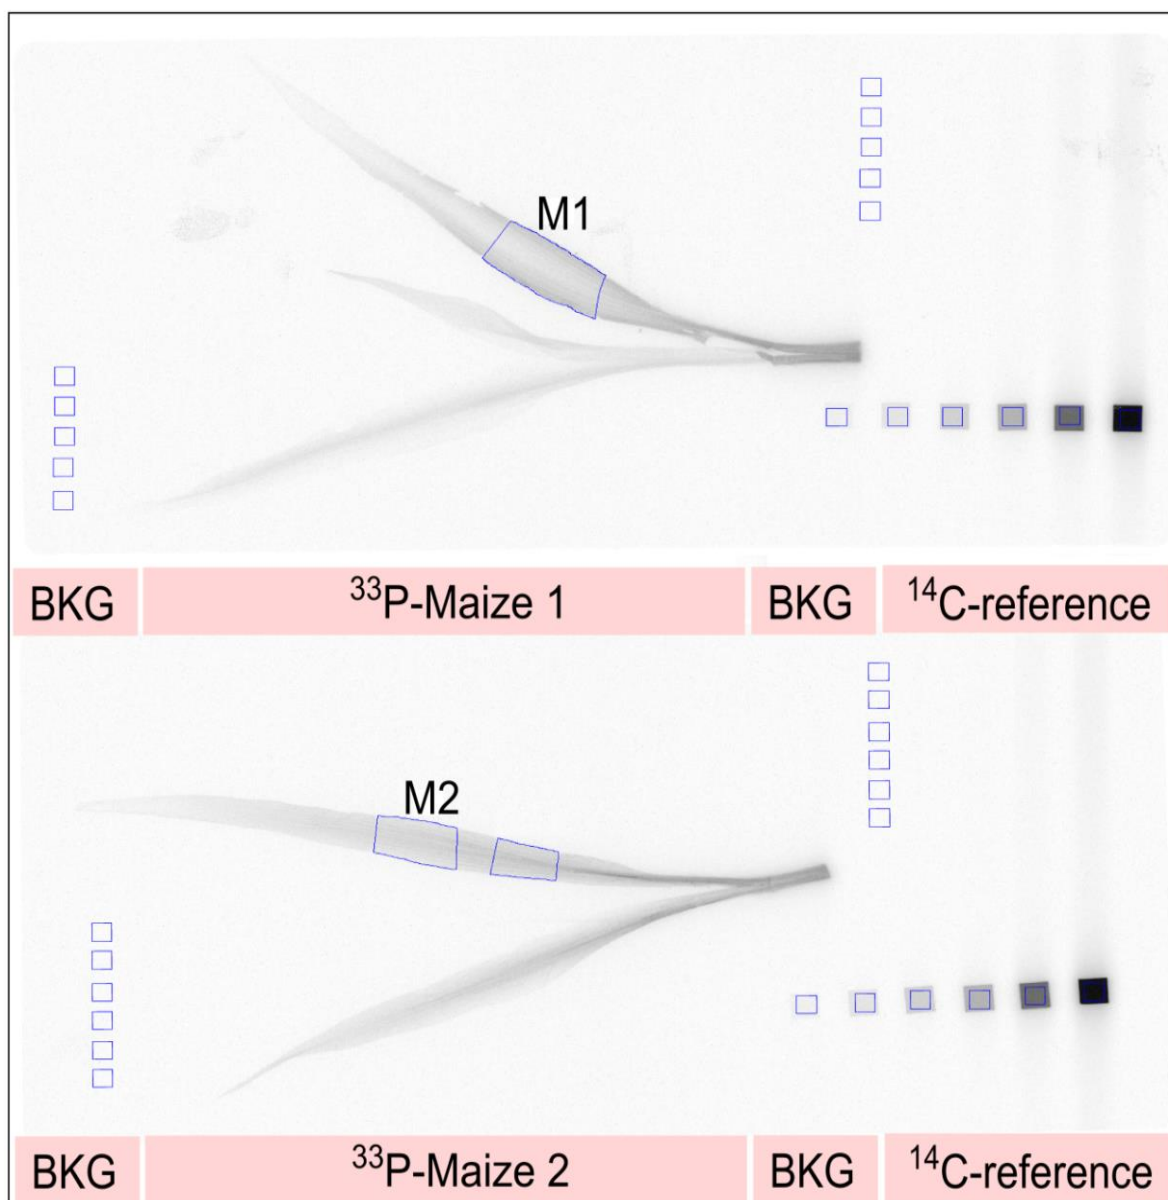 M1
BKG ³³P-Maize 1 BKG ¹⁴C-reference
M2
BKG ³³P-Maize 2 BKG ¹⁴C-reference